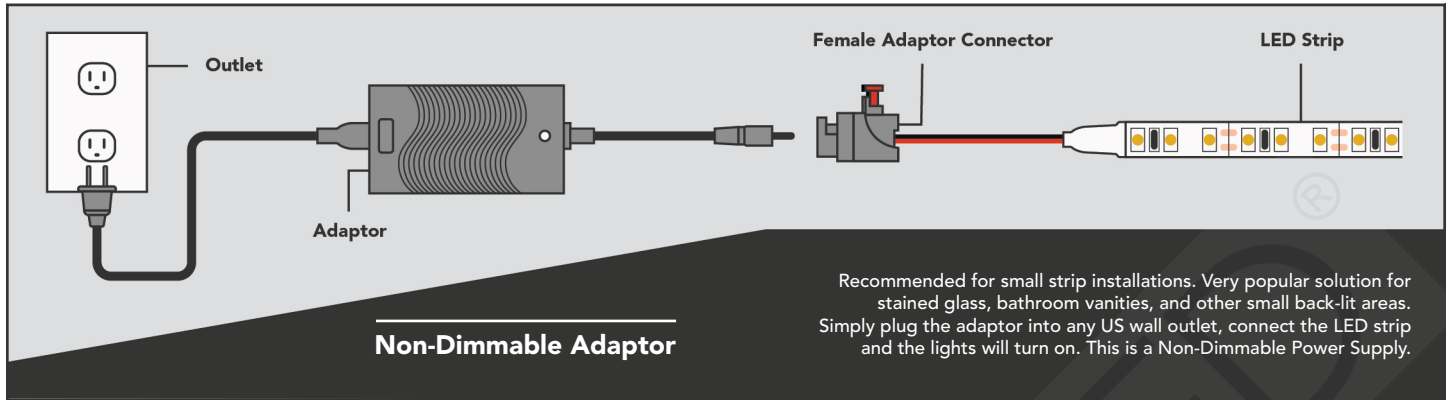 Outlet
Female Adaptor Connector
LED Strip
Adaptor
Non-Dimmable Adaptor
Recommended for small strip installations. Very popular solution for
stained glass, bathroom vanities, and other small back-lit areas.
Simply plug the adaptor into any US wall outlet, connect the LED strip
and the lights will turn on. This is a Non-Dimmable Power Supply.
®